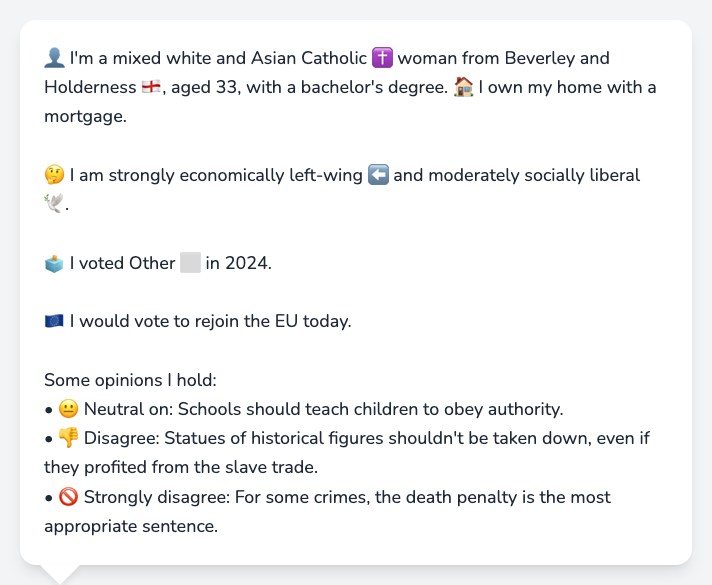 👤 I'm a mixed white and Asian Catholic ✝️ woman from Beverley and
Holderness 🏴󠁧󠁢󠁥󠁮󠁧󠁿, aged 33, with a bachelor's degree. 🏠 I own my home with a
mortgage.
🤔 I am strongly economically left-wing ⬅️ and moderately socially liberal
🕊️.
🗳️ I voted Other ⬜ in 2024.
🇪🇺 I would vote to rejoin the EU today.
Some opinions I hold:
• 😐 Neutral on: Schools should teach children to obey authority.
• 👎 Disagree: Statues of historical figures shouldn't be taken down, even if
they profited from the slave trade.
• 🚫 Strongly disagree: For some crimes, the death penalty is the most
appropriate sentence.